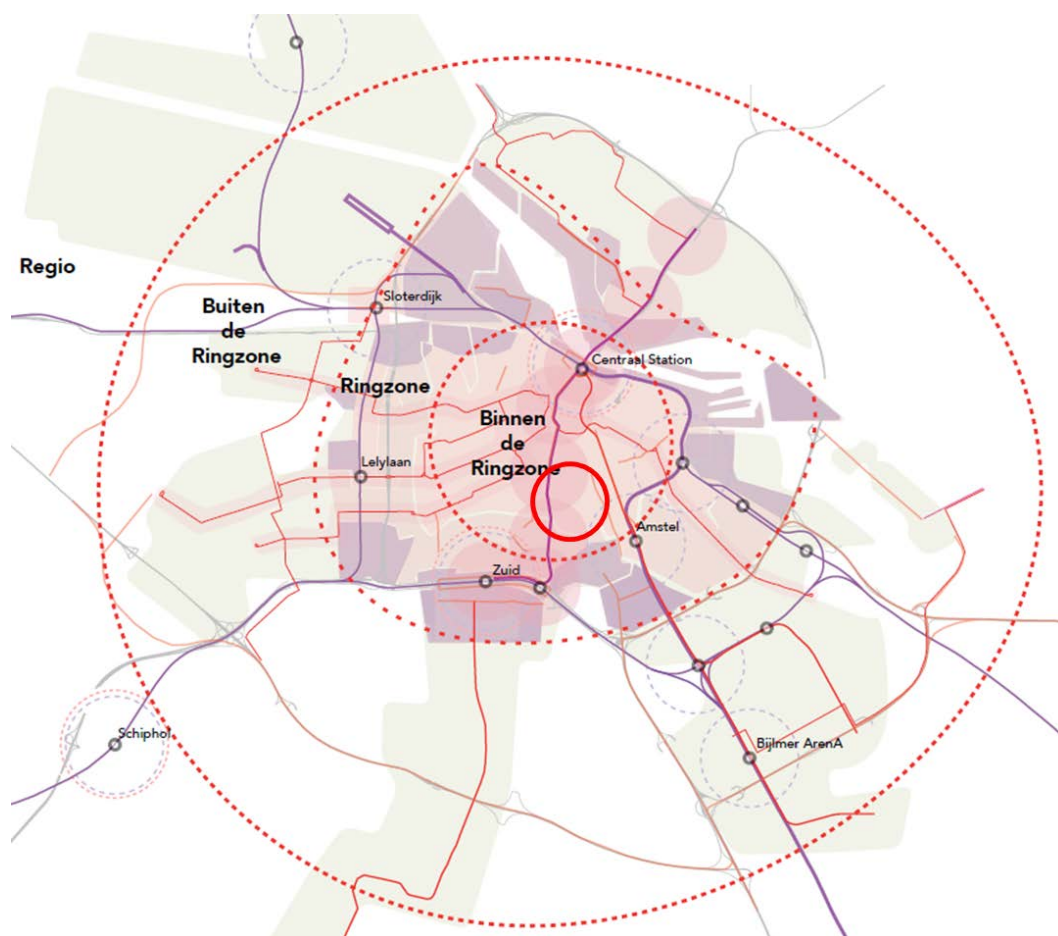 Regio
Buiten
de
Ringzone
Sloterdijk
Ringzone
Centraal Station
Binnen
de
Ringzone
Lelylaan
Amstel
Zuid
Schiphol
Bijlmer ArenA